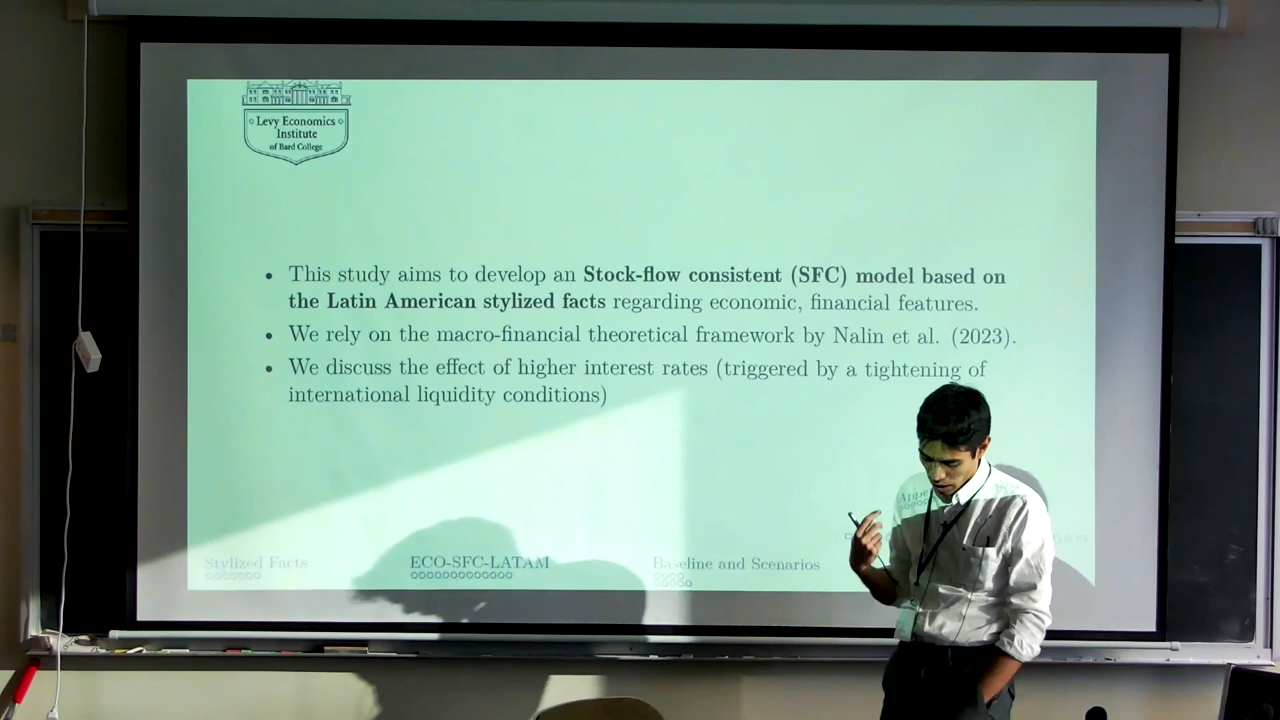 Levy Economics
Institute
of Bard College
• This study aims to develop an Stock-flow consistent (SFC) model based on
the Latin American stylized facts regarding economic, financial features.
• We rely on the macro-financial theoretical framework by Nalin et al. (2023).
• We discuss the effect of higher interest rates (triggered by a tightening of
international liquidity conditions)
Stylized Facts
ECO-SFC-LATAM
Baseline and Scenarios
Appe